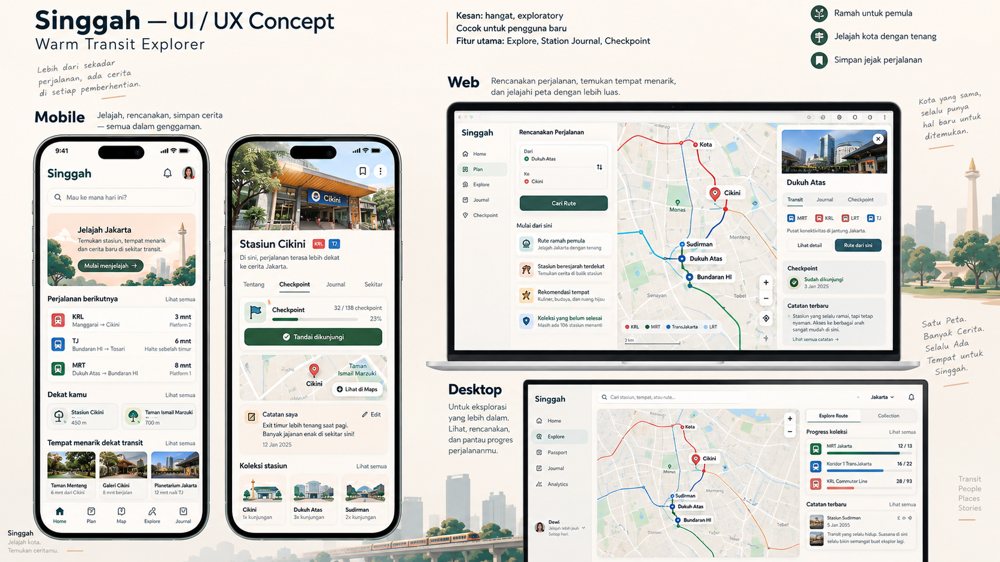 Singgah — UI / UX Concept
Warm Transit Explorer
Lebih dari sekadar
perjalanan, ada cerita
di setiap pemberhentian.
Kesan: hangat, exploratory
Cocok untuk pengguna baru
Fitur utama: Explore, Station Journal, Checkpoint
Ramah untuk pemula
Jelajah kota dengan tenang
Simpan jejak perjalanan
Mobile
Jelajah, rencanakan, simpan cerita
— semua dalam genggaman.
9:41
Singgah
Mau ke mana hari ini?
Jelajah Jakarta
Temukan stasiun, tempat menarik
dan cerita baru di sekitar transit.
Mulai menjelajah →
Perjalanan berikutnya
Lihat semua
KRL
3 mnt
Manggarai → Cikini
Platform 2
TJ
6 mnt
Bundaran HI → Tosari
Halte sebelah timur
MRT
8 mnt
Dukuh Atas → Bundaran HI
Platform 1
Dekat kamu
Lihat semua
Stasiun Cikini
450 m
Taman Ismail Marzuki
700 m
Tempat menarik dekat transit
Lihat semua
Taman Menteng
6 mnt dari Cikini
Galeri Cikini
8 mnt berjalan
Planetarium Jakarta
12 mnt naik TJ
Home
Plan
Map
Explore
Journal
Singgah
Jelajah kota.
Temukan ceritamu.
9:41
Cikini
Stasiun Cikini
KRL
TJ
Di sini, perjalanan terasa lebih dekat
ke cerita Jakarta.
Tentang
Checkpoint
Journal
Sekitar
Checkpoint
32 / 138 checkpoint
23%
Tandai dikunjungi
Taman
Ismail Marzuki
Cikini
Lihat di Maps
Catatan saya
Edit
Exit timur lebih tenang saat pagi.
Banyak jajanan enak di sekitar sini!
12 Jan 2025
Koleksi stasiun
Lihat semua
Cikini
1x kunjungan
Dukuh Atas
3x kunjungan
Sudirman
2x kunjungan
Web
Rencanakan perjalanan, temukan tempat menarik,
dan jelajahi peta dengan lebih luas.
Singgah
Home
Plan
Explore
Journal
Checkpoint
Rencanakan Perjalanan
Dari
Dukuh Atas
Ke
Cikini
Cari Rute
Mulai dari sini
Rute ramah pemula
Jelajah Jakarta dengan tenang
Stasiun beresjarah terdekat
Temukan cerita di balik stasiun
Rekomendasi tempat
Kuliner, budaya, dan ruang hijau
Koleksi yang belum selesai
Masih ada 106 stasiun menanti
Kota
Cikini
Monas
Menteng
Sudirman
Dukuh Atas
Bundaran HI
Senayan
Tebet
KRL
MRT
TransJakarta
LRT
2 km
Dukuh Atas
Transit
Journal
Checkpoint
MRT
KRL
LRT
TJ
Pusat konektivitas di jantung Jakarta.
Lihat detail
Rute dari sini
Checkpoint
Sudah dikunjungi
3 Jan 2025
Catatan terbaru
Stasiun yang selalu ramai, tapi tetap
nyaman. Akses ke berbagai arah
sangat mudah di sini.
Lihat semua catatan →
Kota yang sama,
selalu punya
hal baru untuk
ditemukan.
Satu Peta.
Banyak Cerita.
Selalu Ada
Tempat untuk
Singgah.
Desktop
Untuk eksplorasi
yang lebih dalam.
Lihat, rencanakan,
dan pantau progres
perjalananmu.
Singgah
Home
Explore
Passport
Journal
Analytics
Dewi
Jelajah lebih jauh
Setiap hari.
Cari stasiun, tempat, atau rute...
Jakarta
Kota
Cikini
Monas
Sudirman
Dukuh Atas
Bundaran HI
Explore Route
Collection
Progress koleksi
Lihat semua
MRT Jakarta
12 / 13
Koridor 1 TransJakarta
16 / 22
KRL Commuter Line
28 / 93
Catatan terbaru
Lihat semua
Stasiun Sudirman
5 Jan 2035
Transit yang selalu hidup. Suasana di sini
selalu bikin semangat buat eksplor lagi.
Transit
People
Places
Stories